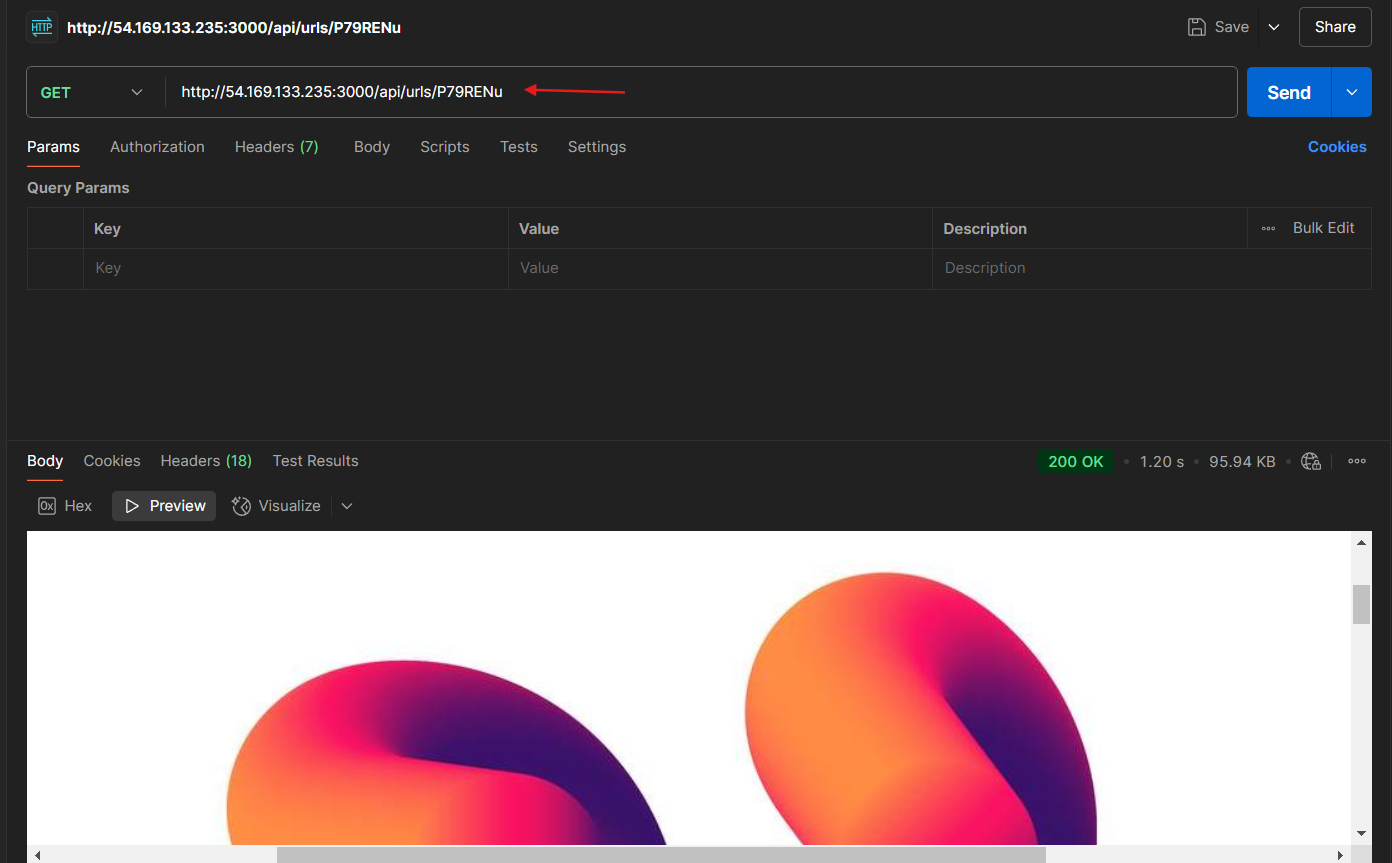 HTTP http://54.169.133.235:3000/api/urls/P79RENu Save Share
GET http://54.169.133.235:3000/api/urls/P79RENu Send
Params Authorization Headers (7) Body Scripts Tests Settings Cookies
Query Params
Key Value Description Bulk Edit
Key Value Description
Body Cookies Headers (18) Test Results 200 OK • 1.20 s • 95.94 KB •
0x Hex Preview Visualize